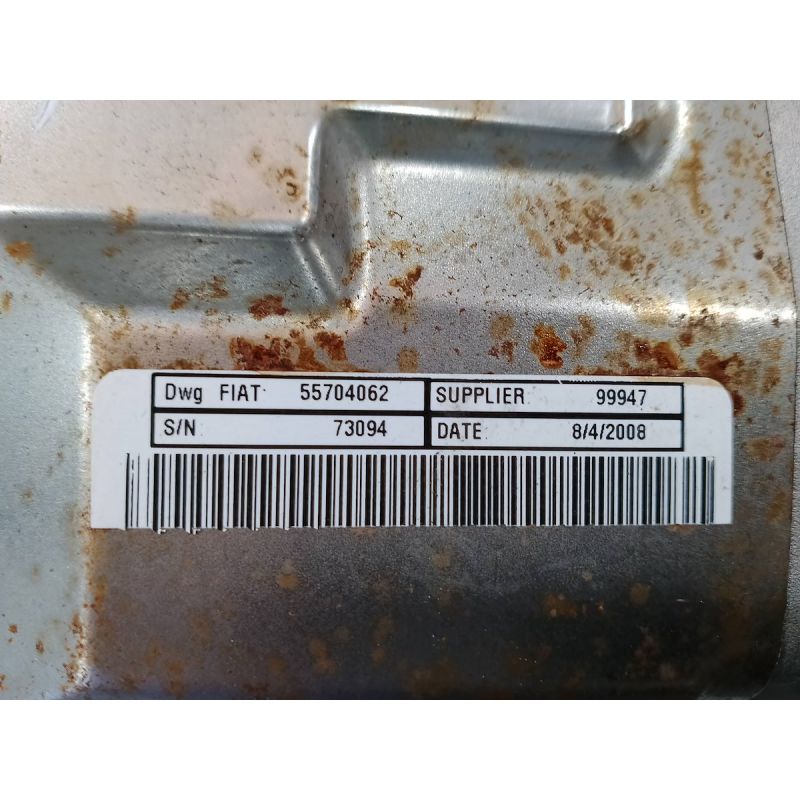 Dwg FIAT: 55704062 SUPPLIER: 99947
S/N: 73094 DATE: 8/4/2008